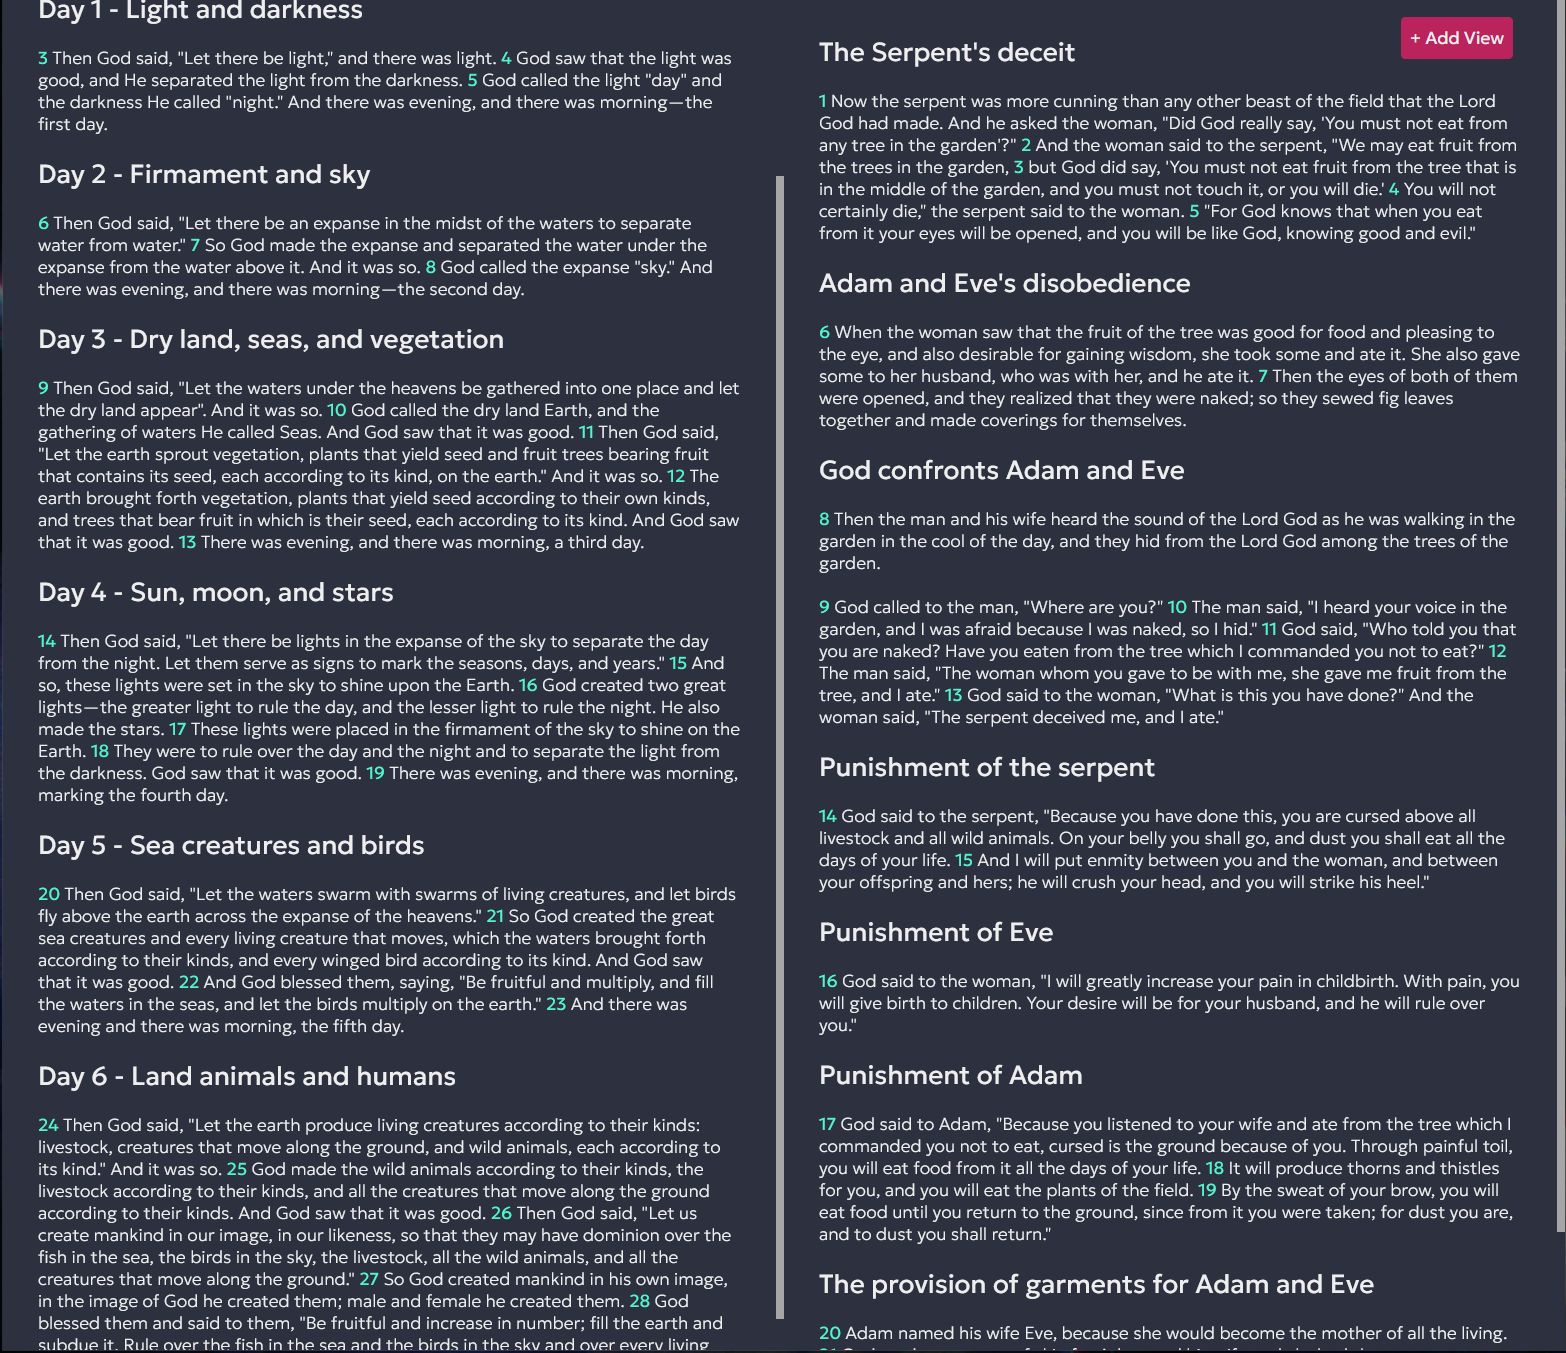 Day 1 - Light and darkness
3 Then God said, "Let there be light," and there was light. 4 God saw that the light was
good, and He separated the light from the darkness. 5 God called the light "day" and
the darkness He called "night." And there was evening, and there was morning—the
first day.
Day 2 - Firmament and sky
6 Then God said, "Let there be an expanse in the midst of the waters to separate
water from water." 7 So God made the expanse and separated the water under the
expanse from the water above it. And it was so. 8 God called the expanse "sky." And
there was evening, and there was morning—the second day.
Day 3 - Dry land, seas, and vegetation
9 Then God said, "Let the waters under the heavens be gathered into one place and let
the dry land appear". And it was so. 10 God called the dry land Earth, and the
gathering of waters He called Seas. And God saw that it was good. 11 Then God said,
"Let the earth sprout vegetation, plants that yield seed and fruit trees bearing fruit
that contains its seed, each according to its kind, on the earth." And it was so. 12 The
earth brought forth vegetation, plants that yield seed according to their own kinds,
and trees that bear fruit in which is their seed, each according to its kind. And God saw
that it was good. 13 There was evening, and there was morning, a third day.
Day 4 - Sun, moon, and stars
14 Then God said, "Let there be lights in the expanse of the sky to separate the day
from the night. Let them serve as signs to mark the seasons, days, and years." 15 And
so, these lights were set in the sky to shine upon the Earth. 16 God created two great
lights—the greater light to rule the day, and the lesser light to rule the night. He also
made the stars. 17 These lights were placed in the firmament of the sky to shine on the
Earth. 18 They were to rule over the day and the night and to separate the light from
the darkness. God saw that it was good. 19 There was evening, and there was morning,
marking the fourth day.
Day 5 - Sea creatures and birds
20 Then God said, "Let the waters swarm with swarms of living creatures, and let birds
fly above the earth across the expanse of the heavens." 21 So God created the great
sea creatures and every living creature that moves, which the waters brought forth
according to their kinds, and every winged bird according to its kind. And God saw
that it was good. 22 And God blessed them, saying, "Be fruitful and multiply, and fill
the waters in the seas, and let the birds multiply on the earth." 23 And there was
evening and there was morning, the fifth day.
Day 6 - Land animals and humans
24 Then God said, "Let the earth produce living creatures according to their kinds:
livestock, creatures that move along the ground, and wild animals, each according to
its kind." And it was so. 25 God made the wild animals according to their kinds, the
livestock according to their kinds, and all the creatures that move along the ground
according to their kinds. And God saw that it was good. 26 Then God said, "Let us
create mankind in our image, in our likeness, so that they may have dominion over the
fish in the sea, the birds in the sky, the livestock, all the wild animals, and all the
creatures that move along the ground." 27 So God created mankind in his own image,
in the image of God he created them; male and female he created them. 28 God
blessed them and said to them, "Be fruitful and increase in number; fill the earth and
subdue it. Rule over the fish in the sea and the birds in the sky and over every living
+ Add View
The Serpent's deceit
1 Now the serpent was more cunning than any other beast of the field that the Lord
God had made. And he asked the woman, "Did God really say, 'You must not eat from
any tree in the garden'?" 2 And the woman said to the serpent, "We may eat fruit from
the trees in the garden, 3 but God did say, 'You must not eat fruit from the tree that is
in the middle of the garden, and you must not touch it, or you will die.' 4 You will not
certainly die," the serpent said to the woman. 5 "For God knows that when you eat
from it your eyes will be opened, and you will be like God, knowing good and evil."
Adam and Eve's disobedience
6 When the woman saw that the fruit of the tree was good for food and pleasing to
the eye, and also desirable for gaining wisdom, she took some and ate it. She also gave
some to her husband, who was with her, and he ate it. 7 Then the eyes of both of them
were opened, and they realized that they were naked; so they sewed fig leaves
together and made coverings for themselves.
God confronts Adam and Eve
8 Then the man and his wife heard the sound of the Lord God as he was walking in the
garden in the cool of the day, and they hid from the Lord God among the trees of the
garden.
9 God called to the man, "Where are you?" 10 The man said, "I heard your voice in the
garden, and I was afraid because I was naked, so I hid." 11 God said, "Who told you that
you are naked? Have you eaten from the tree which I commanded you not to eat?" 12
The man said, "The woman whom you gave to be with me, she gave me fruit from the
tree, and I ate." 13 God said to the woman, "What is this you have done?" And the
woman said, "The serpent deceived me, and I ate."
Punishment of the serpent
14 God said to the serpent, "Because you have done this, you are cursed above all
livestock and all wild animals. On your belly you shall go, and dust you shall eat all the
days of your life. 15 And I will put enmity between you and the woman, and between
your offspring and hers; he will crush your head, and you will strike his heel."
Punishment of Eve
16 God said to the woman, "I will greatly increase your pain in childbirth. With pain, you
will give birth to children. Your desire will be for your husband, and he will rule over
you."
Punishment of Adam
17 God said to Adam, "Because you listened to your wife and ate from the tree which I
commanded you not to eat, cursed is the ground because of you. Through painful toil,
you will eat food from it all the days of your life. 18 It will produce thorns and thistles
for you, and you will eat the plants of the field. 19 By the sweat of your brow, you will
eat food until you return to the ground, since from it you were taken; for dust you are,
and to dust you shall return."
The provision of garments for Adam and Eve
20 Adam named his wife Eve, because she would become the mother of all the living.